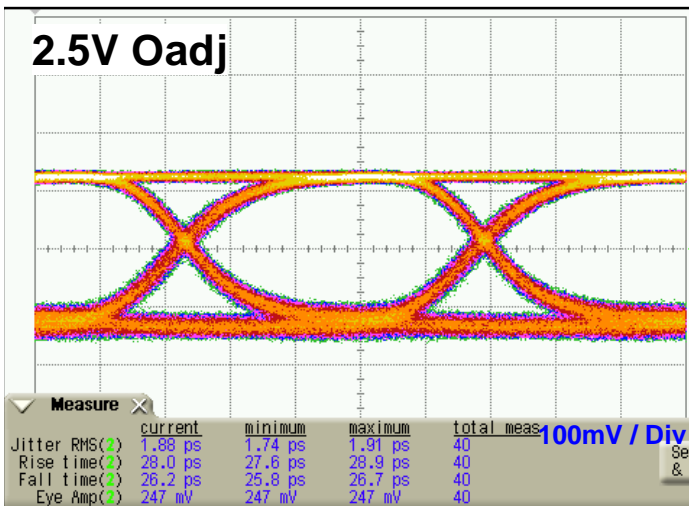 2.5V Oadj
Measure
current minimum maximum total meas
Jitter RMS(2) 1.88 ps 1.74 ps 1.91 ps 40
100mV / Div
Rise time(2) 28.0 ps 27.6 ps 28.9 ps 40
Fall time(2) 26.2 ps 25.8 ps 26.7 ps 40
Eye Amp(2) 247 mV 247 mV 247 mV 40
Se
&